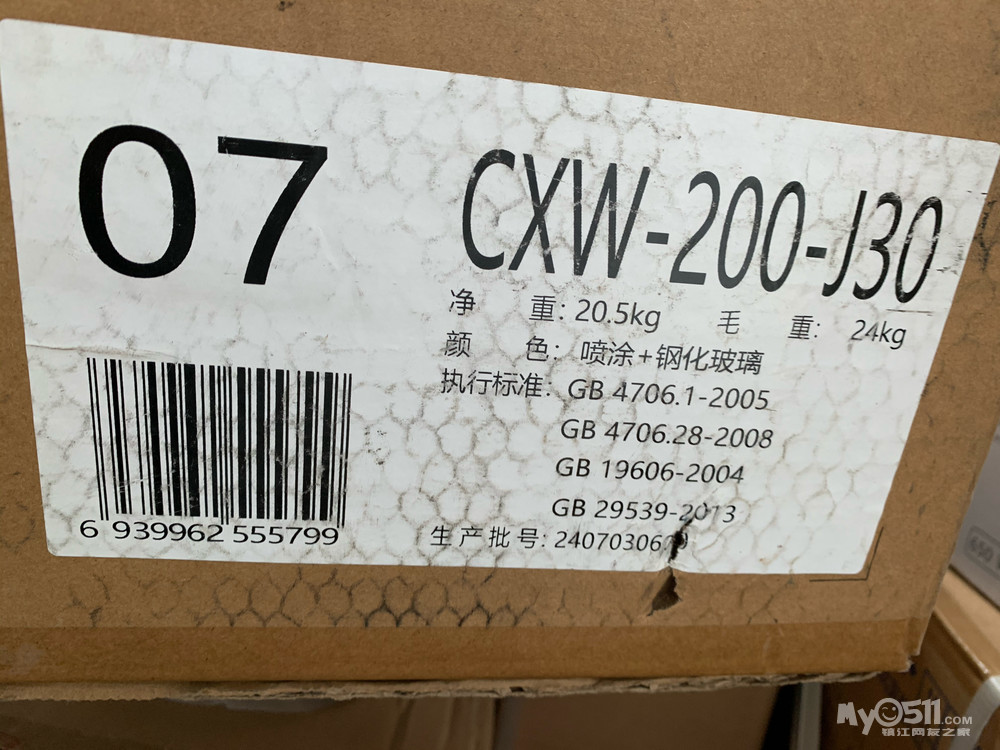 07
CXW-200-J30
净 重: 20.5kg 毛 重: 24kg
颜 色: 喷涂+钢化玻璃
执行标准: GB 4706.1-2005
GB 4706.28-2008
GB 19606-2004
GB 29539-2013
生产批号:
6 939962 555799
MyO511.COM
镇江网友之家